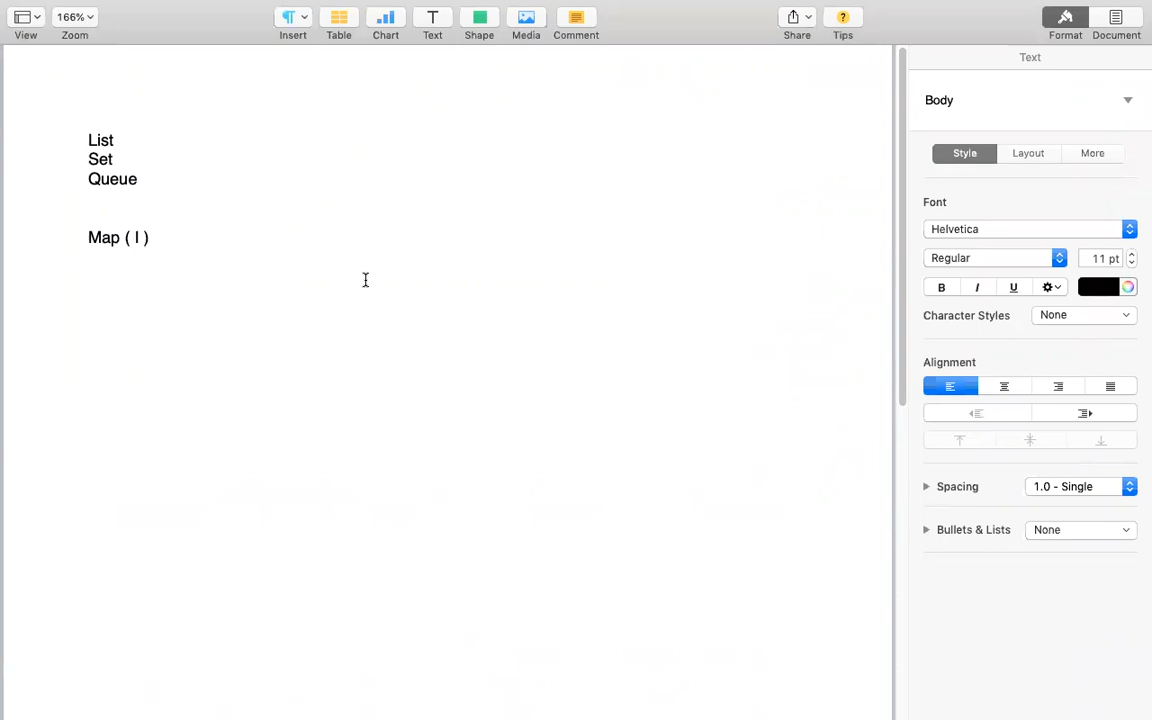 166%
View
Zoom
Insert
Table
Chart
T
Text
Shape
Media
Comment
Share
?
Tips
Format
Document
Text
Body
Style
Layout
More
Font
Helvetica
Regular
11 pt
B
I
U
Character Styles
None
Alignment
Spacing
1.0 - Single
Bullets & Lists
None
List
Set
Queue
Map ( I )